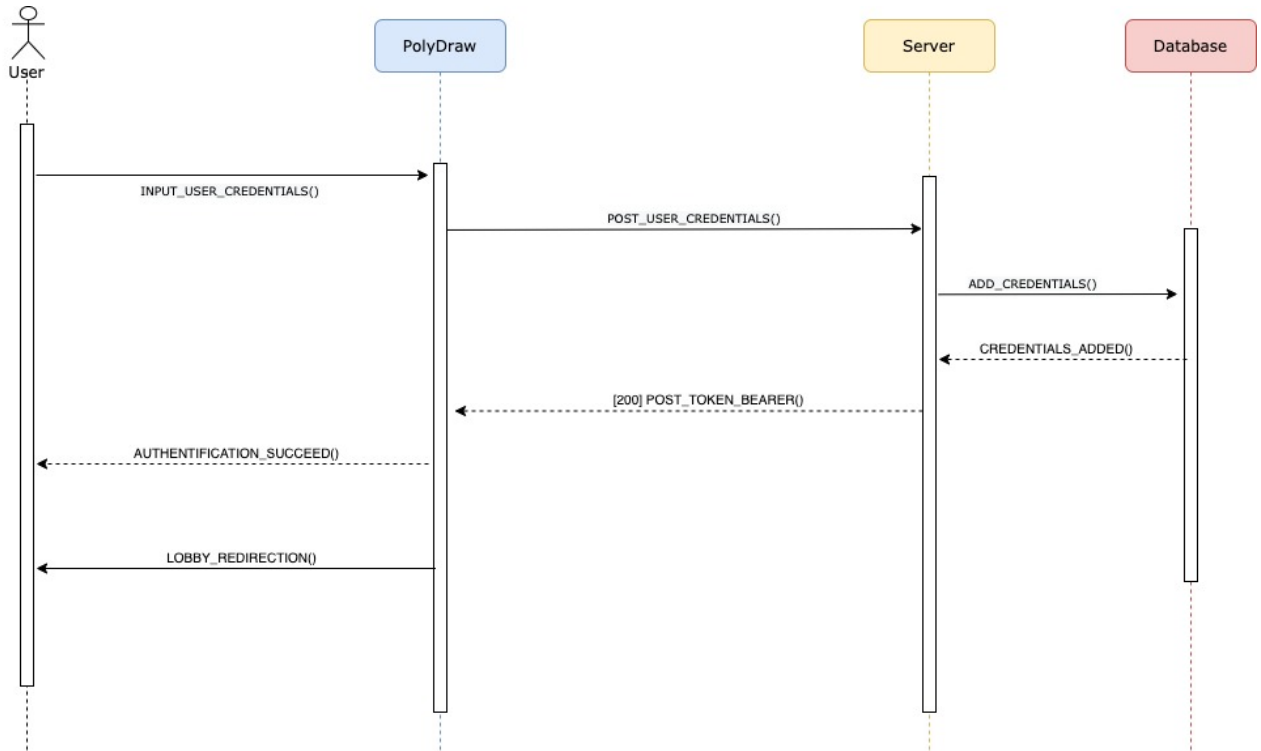 User
PolyDraw
Server
Database
INPUT_USER_CREDENTIALS()
POST_USER_CREDENTIALS()
ADD_CREDENTIALS()
CREDENTIALS_ADDED()
[200] POST_TOKEN_BEARER()
AUTHENTIFICATION_SUCCEED()
LOBBY_REDIRECTION()